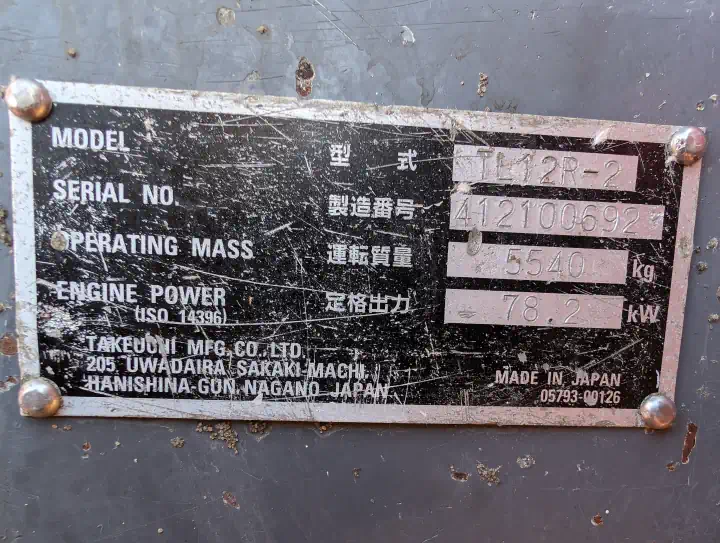 MODEL 型式 TL12R-2
SERIAL NO. 製造番号 412100692
OPERATING MASS 運転質量 5540 kg
ENGINE POWER 定格出力 78.2 kW
(ISO 14396)
TAKEUCHI MFG.CO.,LTD.
205 UWADAIRA SAKAKI-MACHI,
HANISHINA-GUN, NAGANO, JAPAN
MADE IN JAPAN
05793-00126